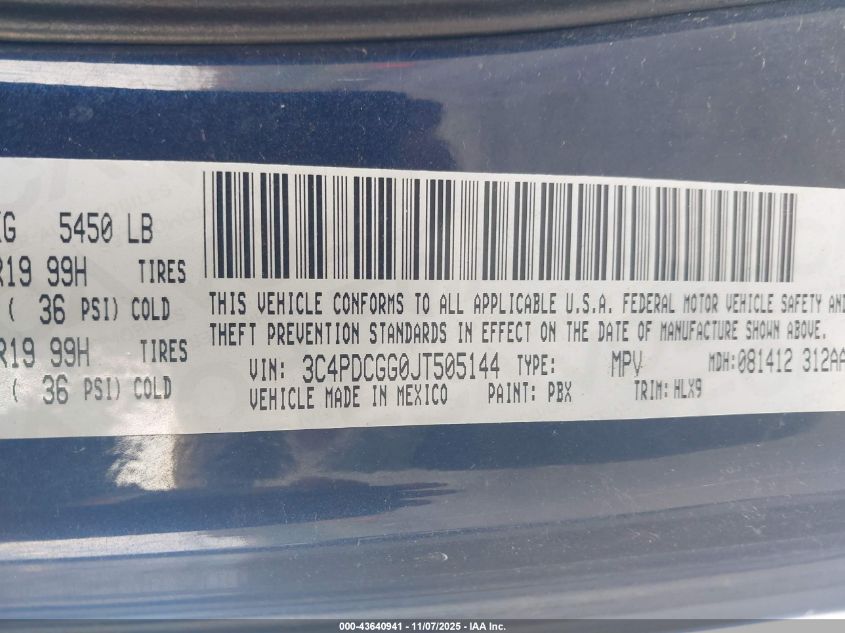 KG 5450 LB
R19 99H TIRES
( 36 PSI) COLD
R19 99H TIRES
( 36 PSI) COLD
THIS VEHICLE CONFORMS TO ALL APPLICABLE U.S.A. FEDERAL MOTOR VEHICLE SAFETY AND
THEFT PREVENTION STANDARDS IN EFFECT ON THE DATE OF MANUFACTURE SHOWN ABOVE.
VIN: 3C4PDCGG0JT505144 TYPE: MPV MDH: 081412 312AA
VEHICLE MADE IN MEXICO PAINT: PBX TRIM: HLX9
000-43640941 - 11/07/2025 - IAA Inc.